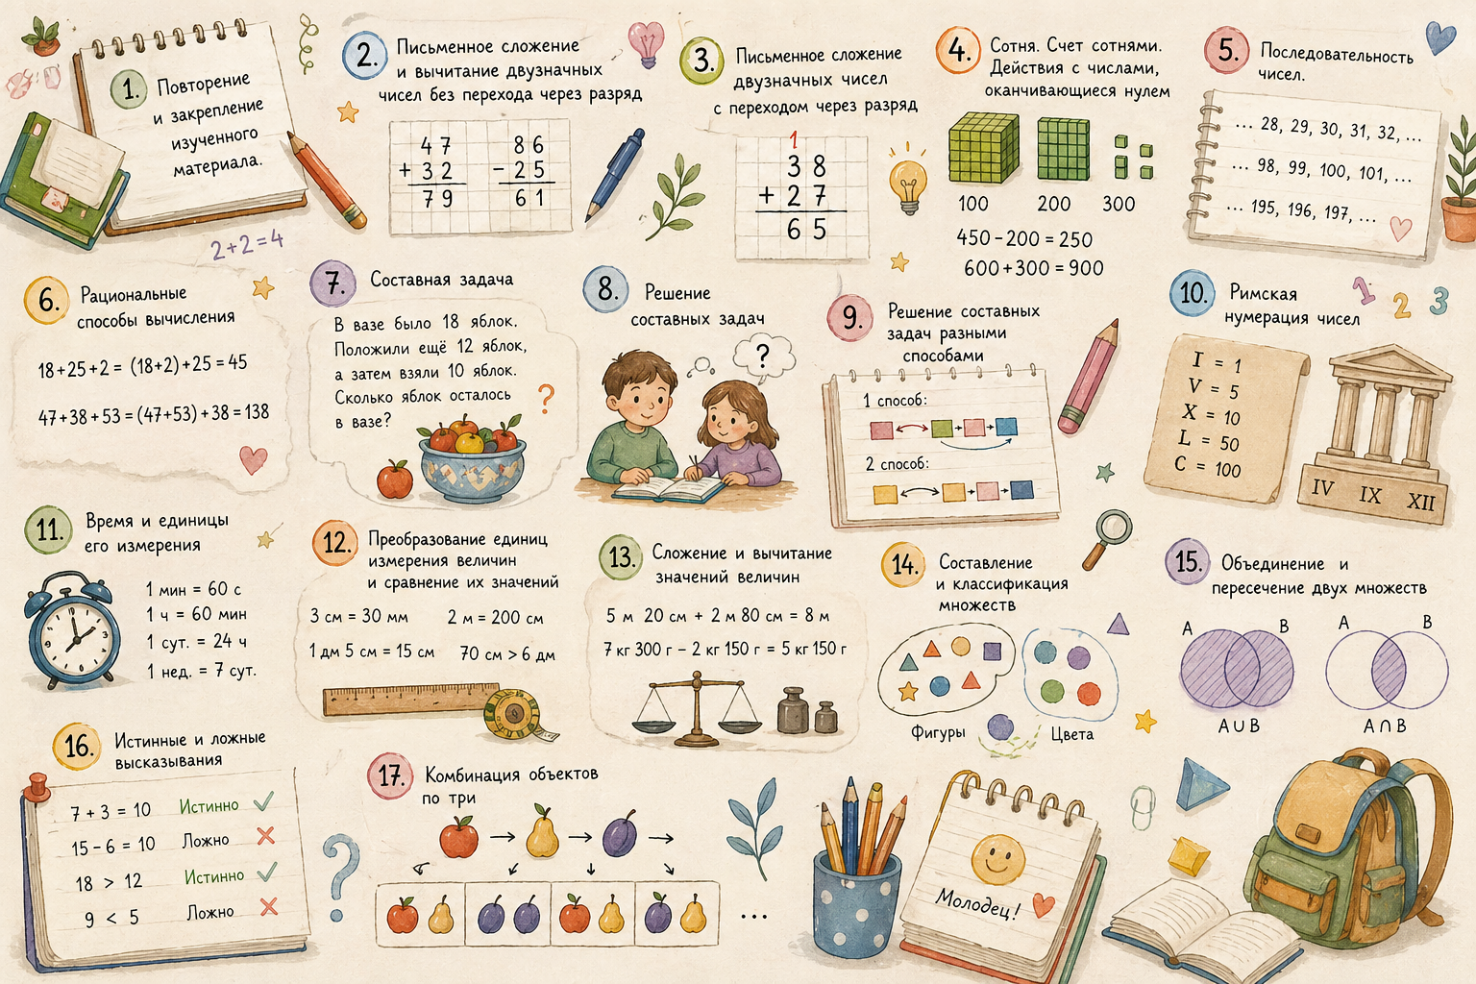 1.
Повторение
и закрепление
изученного
материала.
2+2=4
2.
Письменное сложение
и вычитание двузначных
чисел без перехода через разряд
47
+ 32
79
86
- 25
61
3.
Письменное сложение
двузначных чисел
с переходом через разряд
1
38
+ 27
65
4.
Сотня. Счет сотнями.
Действия с числами,
оканчивающиеся нулем
100 200 300
450 - 200 = 250
600 + 300 = 900
5.
Последовательность
чисел.
... 28, 29, 30, 31, 32, ...
... 98, 99, 100, 101, ...
... 195, 196, 197, ...
6.
Рациональные
способы вычисления
18+25+2 = (18+2)+25 = 45
47+38+53 = (47+53)+38 = 138
7.
Составная задача
В вазе было 18 яблок.
Положили ещё 12 яблок,
а затем взяли 10 яблок.
Сколько яблок осталось
в вазе?
?
8.
Решение
составных задач
?
9.
Решение составных
задач разными
способами
1 способ:
2 способ:
10.
Римская
нумерация чисел
1 2 3
I = 1
V = 5
X = 10
L = 50
C = 100
IV IX XII
11.
Время и единицы
его измерения
1 мин = 60 с
1 ч = 60 мин
1 сут. = 24 ч
1 нед. = 7 сут.
12.
Преобразование единиц
измерения величин
и сравнение их значений
3 см = 30 мм 2 м = 200 см
1 дм 5 см = 15 см 70 см > 6 дм
13.
Сложение и вычитание
значений величин
5 м 20 см + 2 м 80 см = 8 м
7 кг 300 г - 2 кг 150 г = 5 кг 150 г
14.
Составление
и классификация
множеств
Фигуры Цвета
15.
Объединение и
пересечение двух множеств
A B A B
A ∪ B A ∩ B
16.
Истинные и ложные
высказывания
7 + 3 = 10 Истинно ✓
15 - 6 = 10 Ложно ✗
18 > 12 Истинно ✓
9 < 5 Ложно ✗
?
17.
Комбинация объектов
по три
...
Молодец!